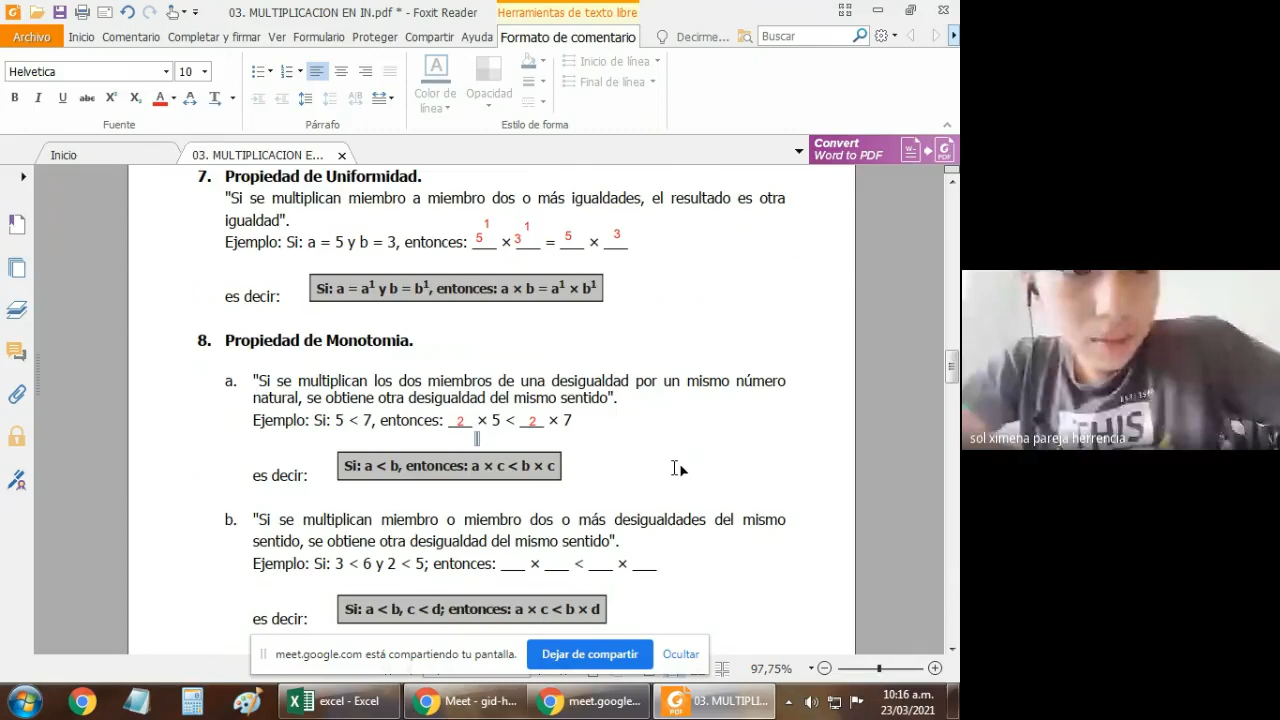 03. MULTIPLICACION EN IN.pdf * - Foxit Reader
Herramientas de texto libre
Archivo Inicio Comentario Completar y firmar Ver Formulario Proteger Compartir Ayuda Formato de comentario Decirme... Buscar
Helvetica 10
Color de línea Opacidad
Inicio de línea
Final de línea
Fuente Párrafo Estilo de forma
Inicio 03. MULTIPLICACION E...
Convert
Word to PDF
7. Propiedad de Uniformidad.
"Si se multiplican miembro a miembro dos o más igualdades, el resultado es otra
igualdad".
Ejemplo: Si: a = 5 y b = 3, entonces: 5¹ × 3¹ = 5 × 3
es decir: Si: a = a¹ y b = b¹, entonces: a × b = a¹ × b¹
8. Propiedad de Monotomia.
a. "Si se multiplican los dos miembros de una desigualdad por un mismo número
natural, se obtiene otra desigualdad del mismo sentido".
Ejemplo: Si: 5 < 7, entonces: 2 × 5 < 2 × 7
es decir: Si: a < b, entonces: a × c < b × c
b. "Si se multiplican miembro o miembro dos o más desigualdades del mismo
sentido, se obtiene otra desigualdad del mismo sentido".
Ejemplo: Si: 3 < 6 y 2 < 5; entonces: ___ × ___ < ___ × ___
es decir: Si: a < b, c < d; entonces: a × c < b × d
meet.google.com está compartiendo tu pantalla. Dejar de compartir Ocultar
97,75%
excel - Excel Meet - gid-h... meet.google... 03. MULTIPLI...
10:16 a.m.
23/03/2021
THIS
sol ximena pareja herrencia